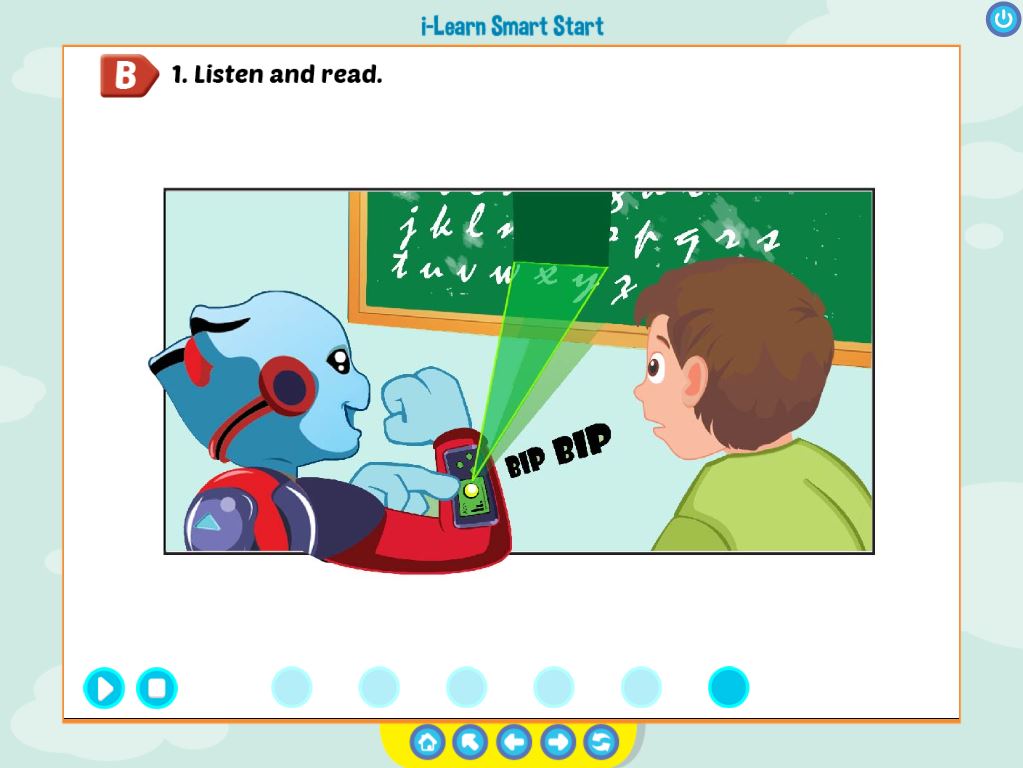 i-Learn Smart Start
B 1. Listen and read.
j k l p q r s
t u v w x y z
BIP BIP